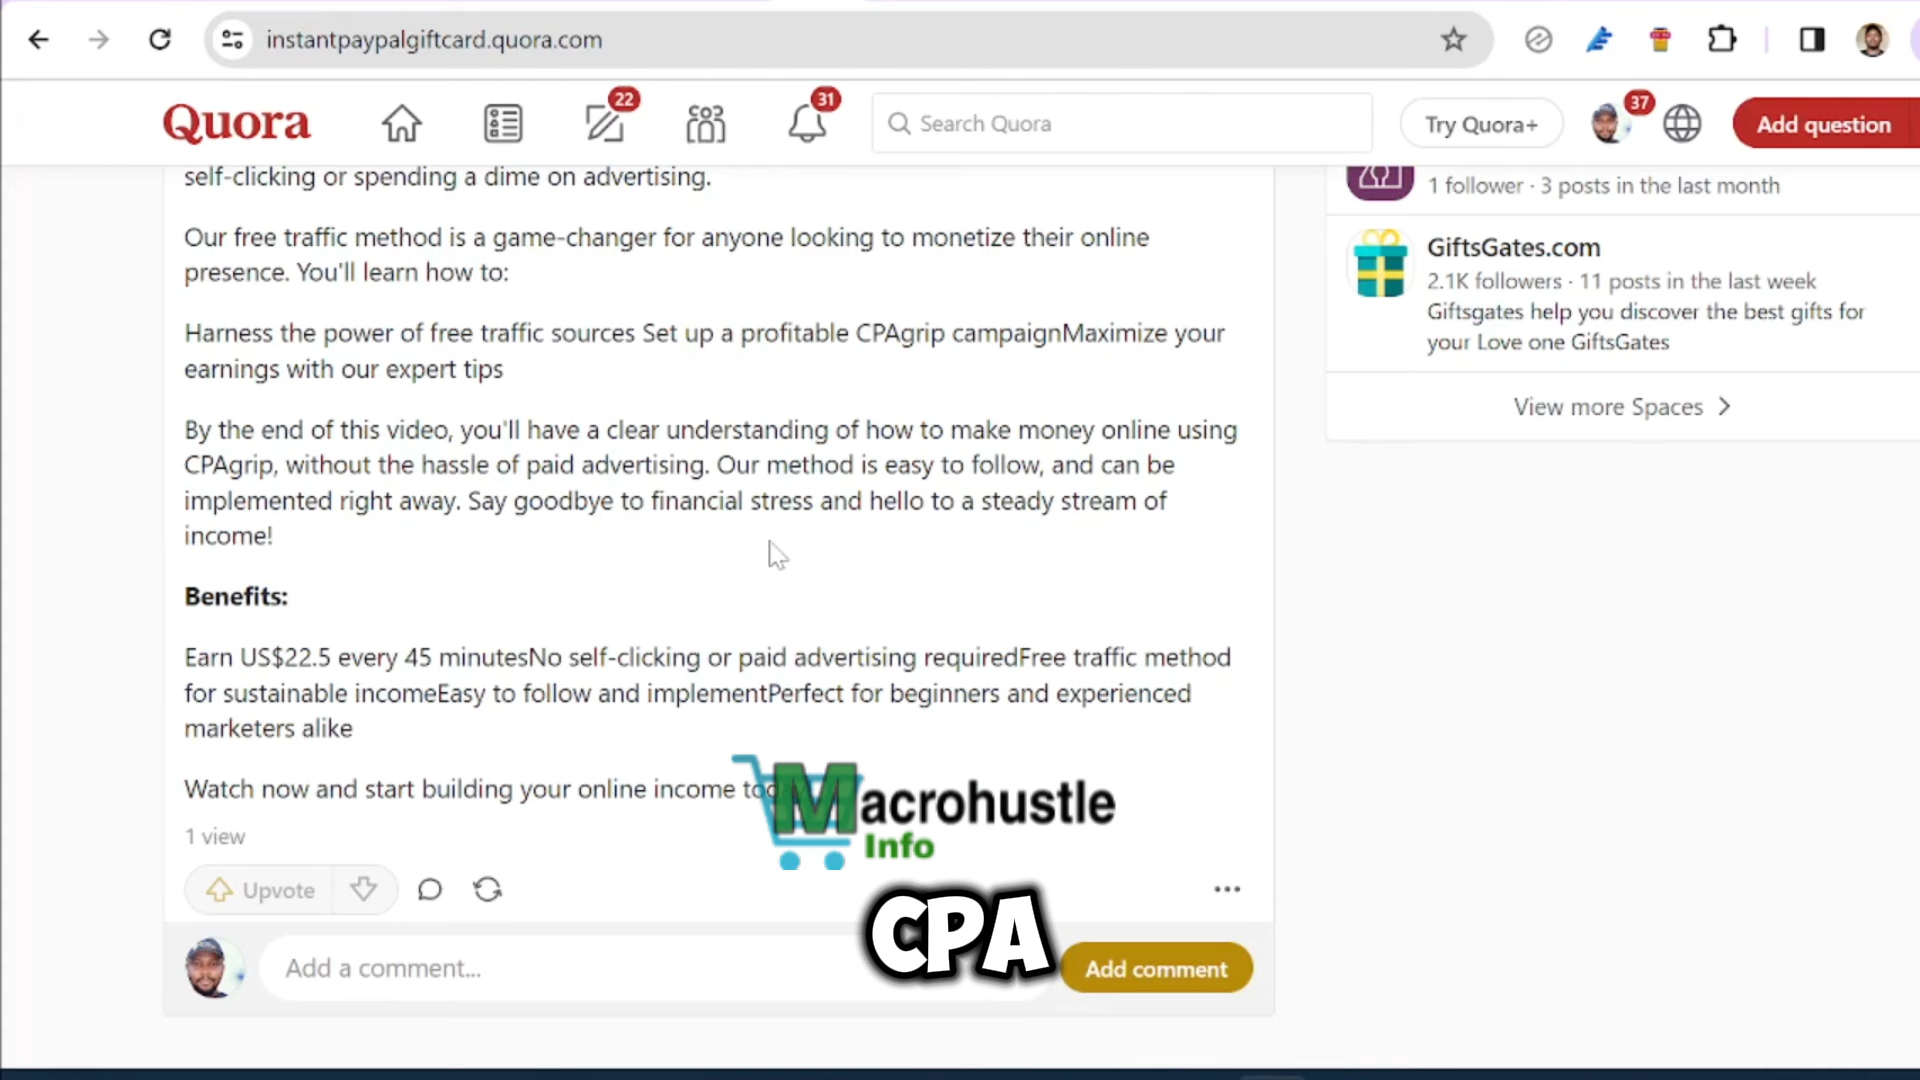 instantpaypalgiftcard.quora.com
Quora
22
31
Search Quora
Try Quora+
37
Add question
self-clicking or spending a dime on advertising.
Our free traffic method is a game-changer for anyone looking to monetize their online
presence. You'll learn how to:
Harness the power of free traffic sources Set up a profitable CPAgrip campaignMaximize your
earnings with our expert tips
By the end of this video, you'll have a clear understanding of how to make money online using
CPAgrip, without the hassle of paid advertising. Our method is easy to follow, and can be
implemented right away. Say goodbye to financial stress and hello to a steady stream of
income!
Benefits:
Earn US$22.5 every 45 minutesNo self-clicking or paid advertising requiredFree traffic method
for sustainable incomeEasy to follow and implementPerfect for beginners and experienced
marketers alike
Watch now and start building your online income
1 view
Upvote
Add a comment...
Add comment
1 follower · 3 posts in the last month
GiftsGates.com
2.1K followers · 11 posts in the last week
Giftsgates help you discover the best gifts for
your Love one GiftsGates
View more Spaces
Macrohustle
Info
CPA